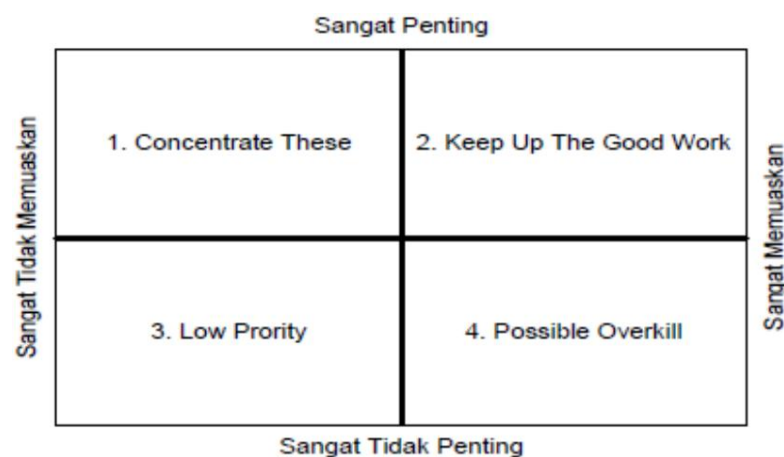 Sangat Penting
Sangat Tidak Memuaskan
1. Concentrate These
2. Keep Up The Good Work
Sangat Memuaskan
3. Low Prority
4. Possible Overkill
Sangat Tidak Penting